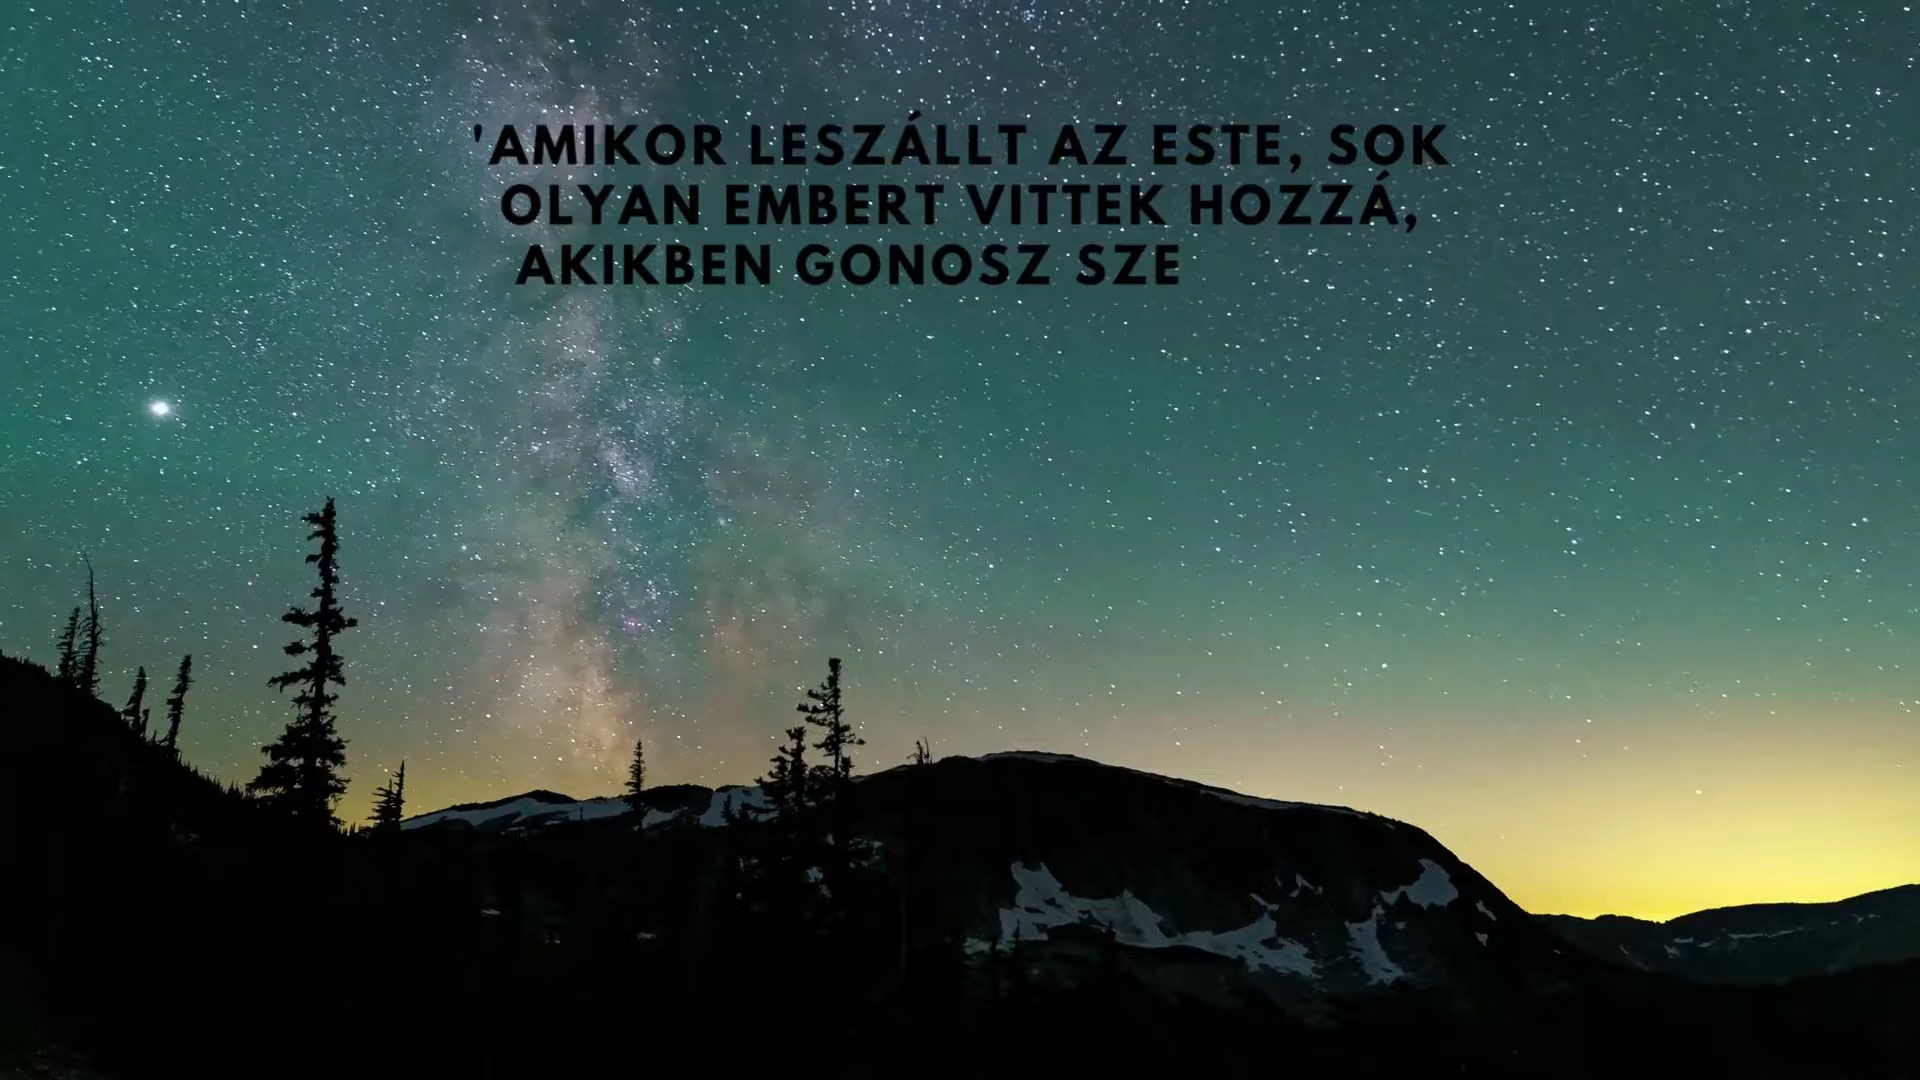 'AMIKOR LESZÁLLT AZ ESTE, SOK
OLYAN EMBERT VITTEK HOZZÁ,
AKIKBEN GONOSZ SZE